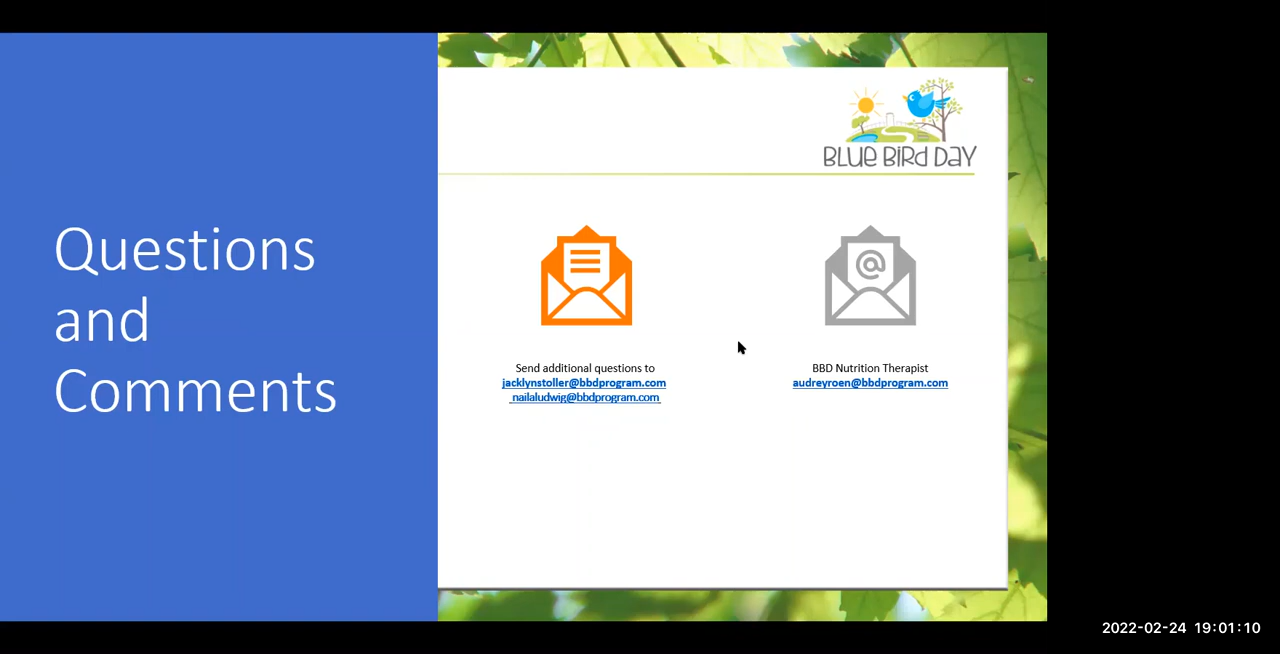 Questions
and
Comments
BLUE BIRD DAY
@
Send additional questions to
jacklynstoller@bbdprogram.com
nailaludwig@bbdprogram.com
BBD Nutrition Therapist
audreyroen@bbdprogram.com
2022-02-24 19:01:10